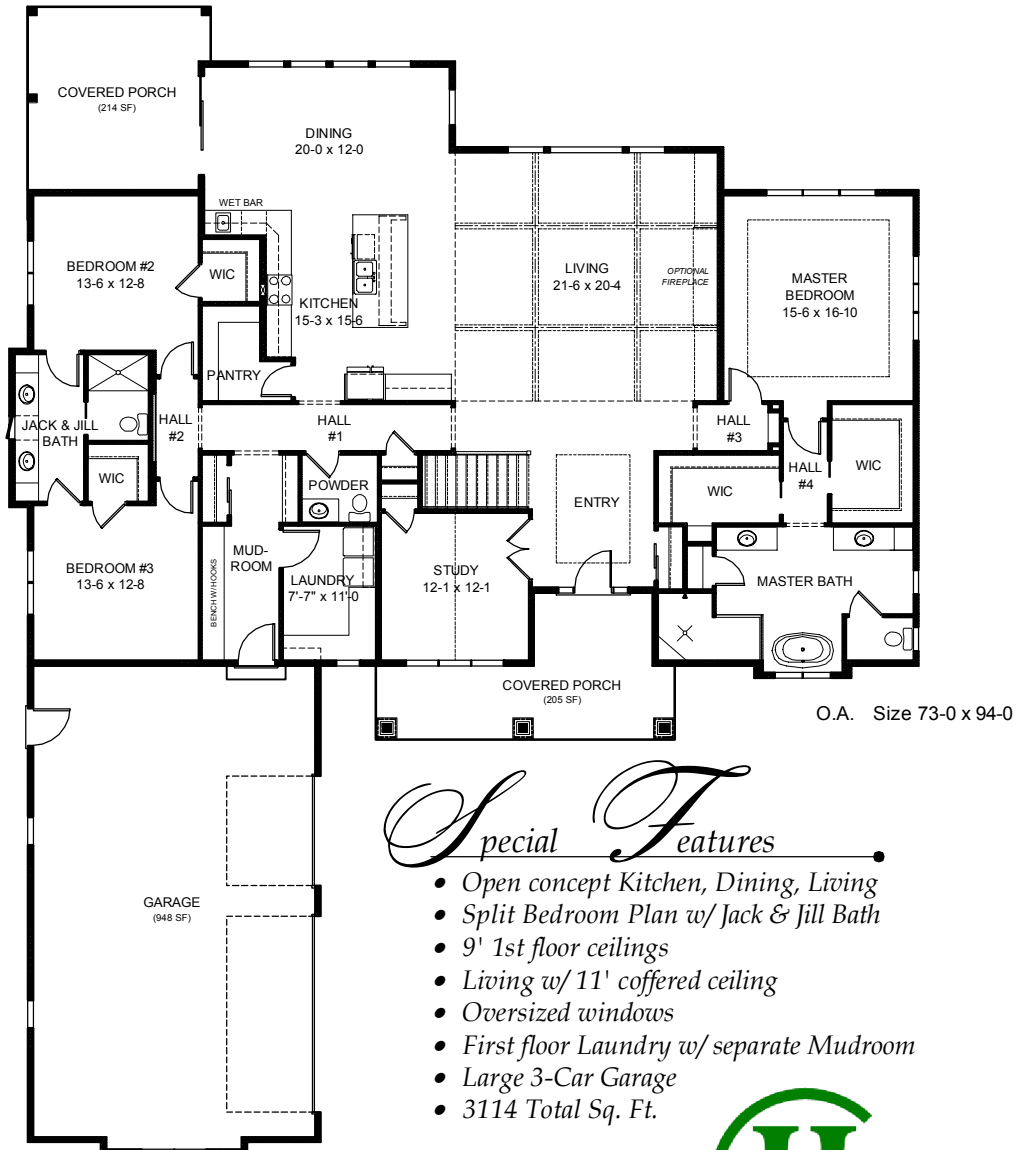 COVERED PORCH
(214 SF)
DINING
20-0 x 12-0
WET BAR
BEDROOM #2
13-6 x 12-8
WIC
KITCHEN
15-3 x 15-6
LIVING
21-6 x 20-4
OPTIONAL
FIREPLACE
MASTER
BEDROOM
15-6 x 16-10
PANTRY
JACK & JILL
BATH
HALL
#2
HALL
#1
HALL
#3
WIC
POWDER
WIC
HALL
#4
WIC
ENTRY
BEDROOM #3
13-6 x 12-8
BENCH W/HOOKS
MUD-
ROOM
LAUNDRY
7'-7" x 11'-0
STUDY
12-1 x 12-1
MASTER BATH
COVERED PORCH
(205 SF)
O.A. Size 73-0 x 94-0
GARAGE
(948 SF)
Special Features
• Open concept Kitchen, Dining, Living
• Split Bedroom Plan w/ Jack & Jill Bath
• 9' 1st floor ceilings
• Living w/ 11' coffered ceiling
• Oversized windows
• First floor Laundry w/ separate Mudroom
• Large 3-Car Garage
• 3114 Total Sq. Ft.